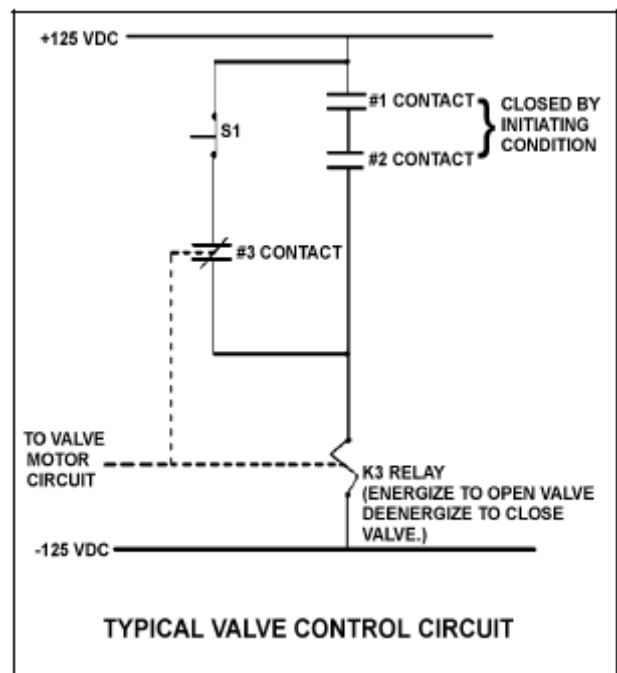 +125 VDC
#1 CONTACT
CLOSED BY
INITIATING
CONDITION
S1
#2 CONTACT
#3 CONTACT
TO VALVE
MOTOR
CIRCUIT
K3 RELAY
(ENERGIZE TO OPEN VALVE
DEENERGIZE TO CLOSE
VALVE.)
-125 VDC
TYPICAL VALVE CONTROL CIRCUIT